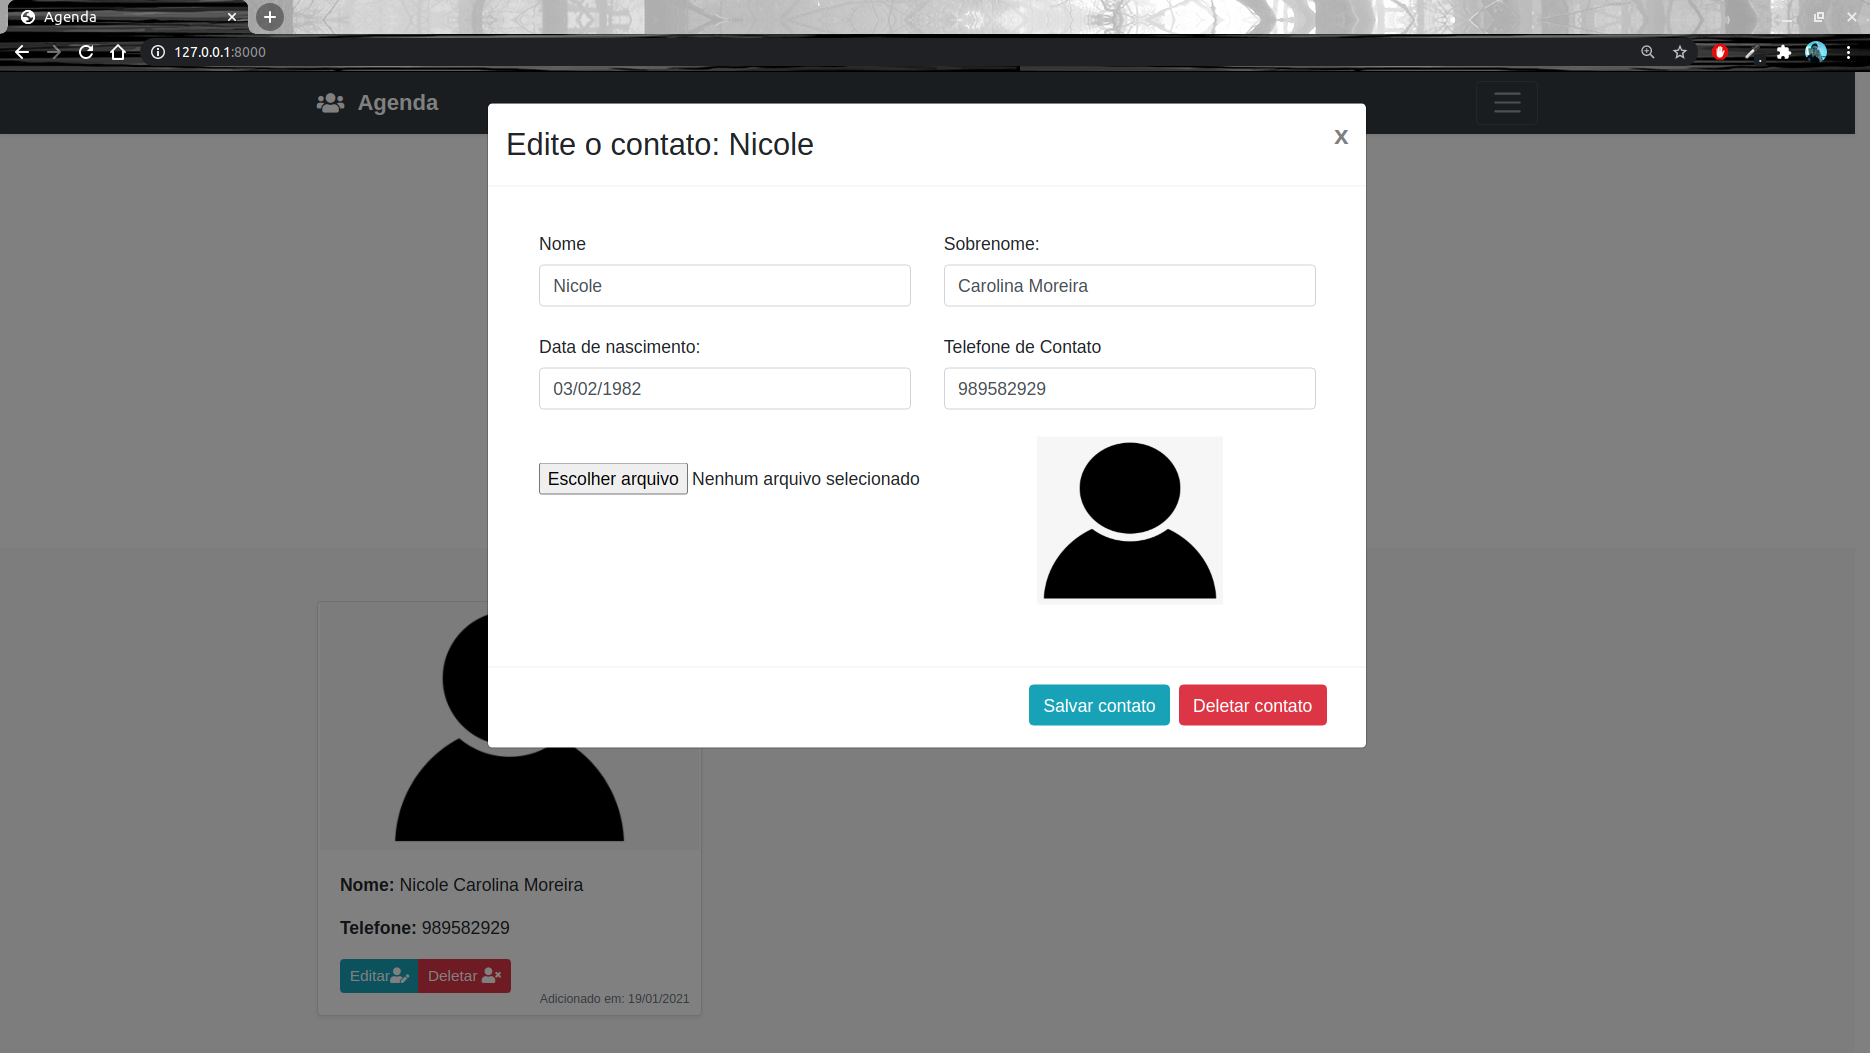 Agenda
127.0.0.1:8000
Agenda
Edite o contato: Nicole
x
Nome
Sobrenome:
Nicole
Carolina Moreira
Data de nascimento:
Telefone de Contato
03/02/1982
989582929
Escolher arquivo Nenhum arquivo selecionado
Salvar contato
Deletar contato
Nome: Nicole Carolina Moreira
Telefone: 989582929
Editar
Deletar
Adicionado em: 19/01/2021